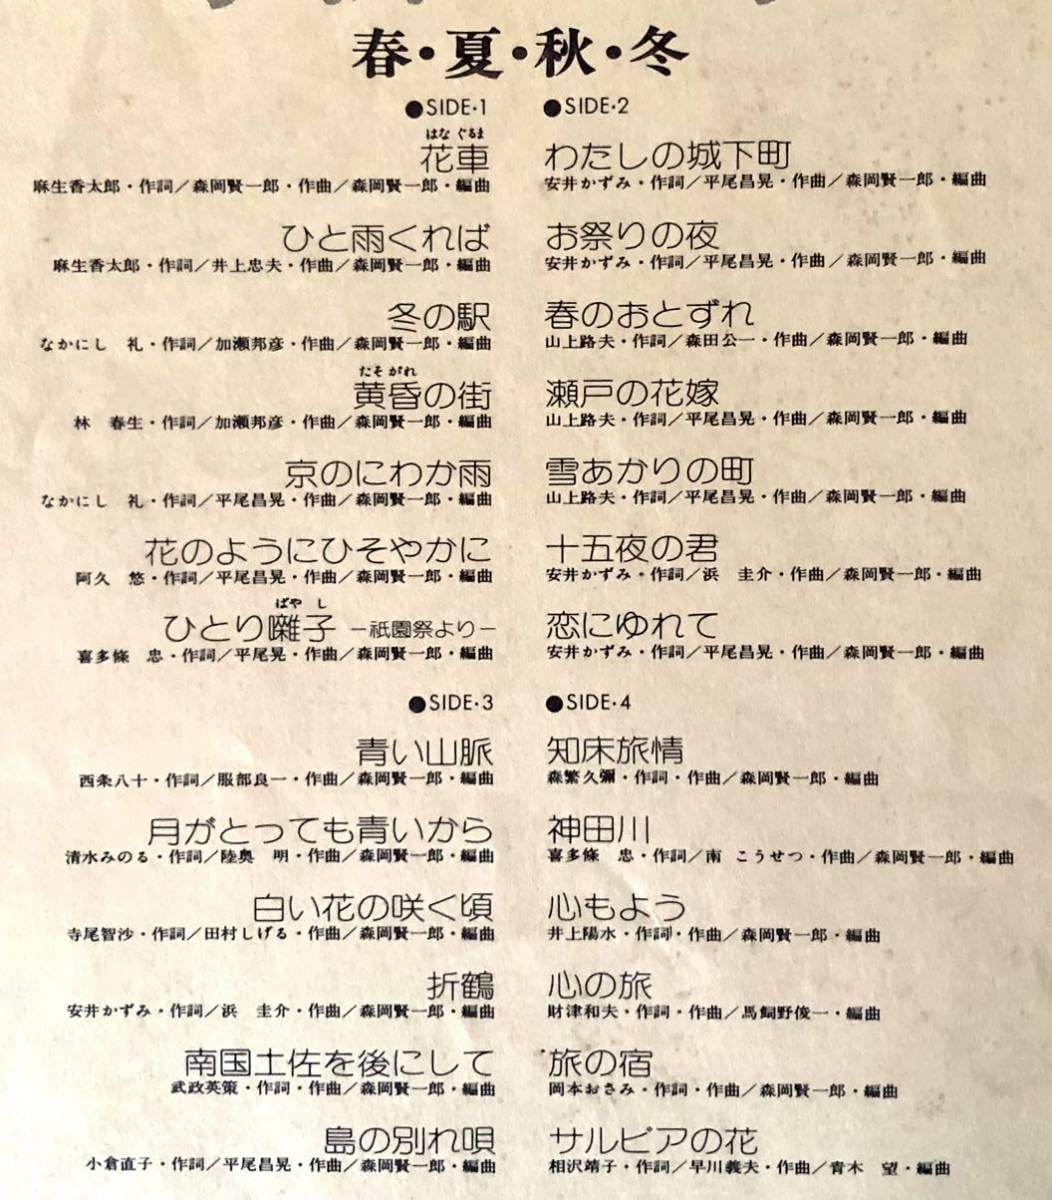 春・夏・秋・冬
●SIDE・1
はなぐるま
花車
麻生香太郎・作詞／森岡賢一郎・作曲／森岡賢一郎・編曲
ひと雨くれば
麻生香太郎・作詞／井上忠夫・作曲／森岡賢一郎・編曲
冬の駅
なかにし 礼・作詞／加瀬邦彦・作曲／森岡賢一郎・編曲
たそがれ
黄昏の街
林 春生・作詞／加瀬邦彦・作曲／森岡賢一郎・編曲
京のにわか雨
なかにし 礼・作詞／平尾昌晃・作曲／森岡賢一郎・編曲
花のようにひそやかに
阿久 悠・作詞／平尾昌晃・作曲／森岡賢一郎・編曲
ばやし
ひとり囃子 ―祇園祭より―
喜多條 忠・作詞／平尾晃・作曲／森岡賢一郎・編曲
●SIDE・2
わたしの城下町
安井かずみ・作詞／平尾昌晃・作曲／森岡賢一郎・編曲
お祭りの夜
安井かずみ・作詞／平尾昌晃・作曲／森岡賢一郎・編曲
春のおとずれ
山上路夫・作詞／森田公一・作曲／森岡賢一郎・編曲
瀬戸の花嫁
山上路夫・作詞／平尾昌晃・作曲／森岡賢一郎・編曲
雪あかりの町
山上路夫・作詞／平尾昌晃・作曲／森岡賢一郎・編曲
十五夜の君
安井かずみ・作詞／浜 圭介・作曲／森岡賢一郎・編曲
恋にゆれて
安井かずみ・作詞／平尾昌晃・作曲／森岡賢一郎・編曲
●SIDE・3
青い山脈
西条八十・作詞／服部良一・作曲／森岡賢一郎・編曲
月がとっても青いから
清水みのる・作詞／陸奥 明・作曲／森岡賢一郎・編曲
白い花の咲く頃
寺尾智沙・作詞／田村しげる・作曲／森岡賢一郎・編曲
折鶴
安井かずみ・作詞／浜 圭介・作曲／森岡賢一郎・編曲
南国土佐を後にして
武政英策・作詞・作曲／森岡賢一郎・編曲
島の別れ唄
小倉直子・作詞／平尾昌晃・作曲／森岡賢一郎・編曲
●SIDE・4
知床旅情
森繁久彌・作詞・作曲／森岡賢一郎・編曲
神田川
喜多條 忠・作詞／南 こうせつ・作曲／森岡賢一郎・編曲
心もよう
井上陽水・作詞・作曲／森岡賢一郎・編曲
心の旅
財津和夫・作詞・作曲／馬飼野俊一・編曲
旅の宿
岡本おさみ・作詞・作曲／森岡賢一郎・編曲
サルビアの花
相沢靖子・作詞／早川義夫・作曲／青木 望・編曲